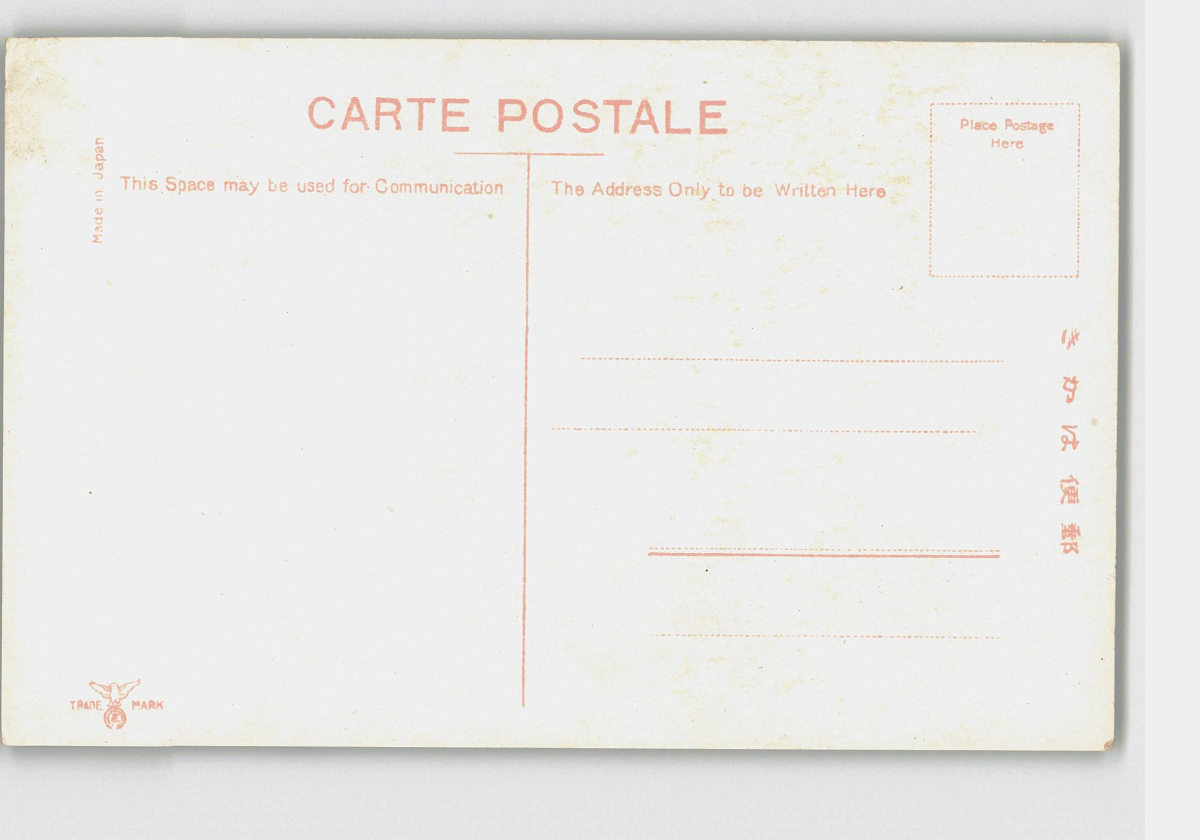 CARTE POSTALE
Made in Japan
This Space may be used for Communication
The Address Only to be Written Here
Place Postage
Here
きかは便郵
TRADE MARK